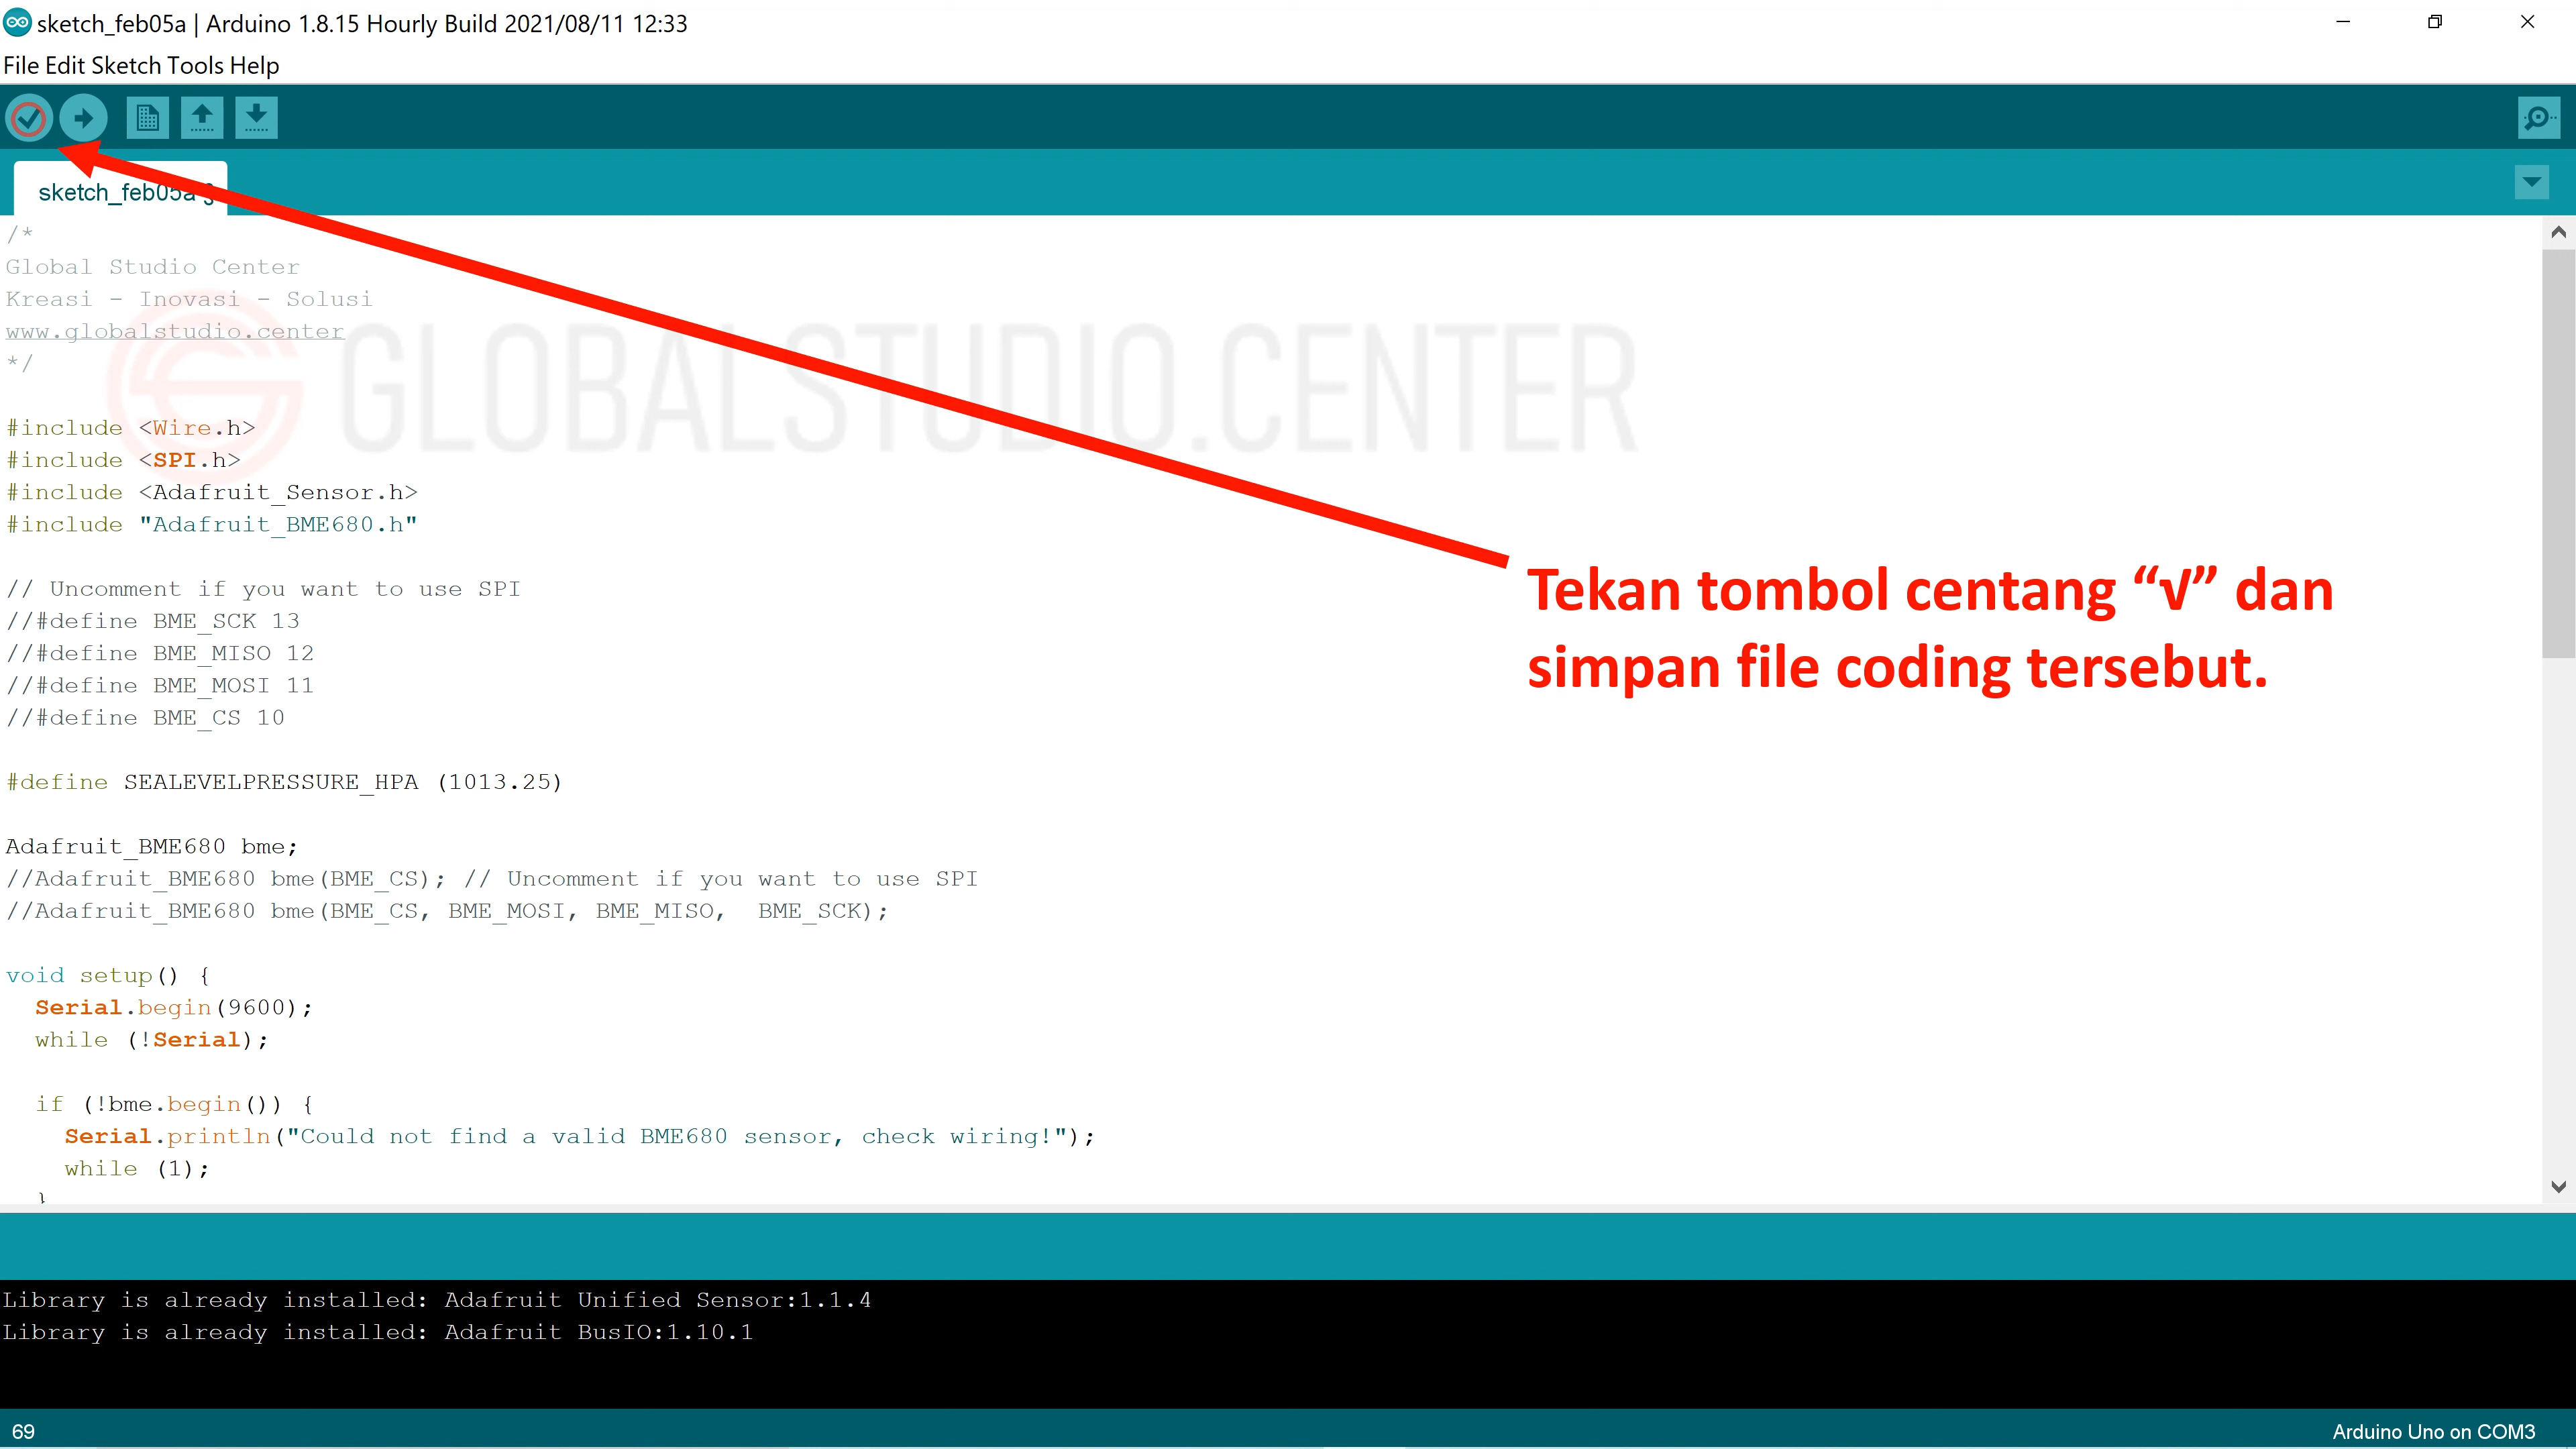 sketch_feb05a | Arduino 1.8.15 Hourly Build 2021/08/11 12:33
File Edit Sketch Tools Help
sketch_feb05a §
/*
Global Studio Center
Kreasi - Inovasi - Solusi
www.globalstudio.center
*/
GLOBALSTUDIO.CENTER
#include <Wire.h>
#include <SPI.h>
#include <Adafruit_Sensor.h>
#include "Adafruit_BME680.h"
// Uncomment if you want to use SPI
//#define BME_SCK 13
//#define BME_MISO 12
//#define BME_MOSI 11
//#define BME_CS 10
Tekan tombol centang “√” dan
simpan file coding tersebut.
#define SEALEVELPRESSURE_HPA (1013.25)
Adafruit_BME680 bme;
//Adafruit_BME680 bme(BME_CS); // Uncomment if you want to use SPI
//Adafruit_BME680 bme(BME_CS, BME_MOSI, BME_MISO,  BME_SCK);
void setup() {
  Serial.begin(9600);
  while (!Serial);
  if (!bme.begin()) {
    Serial.println("Could not find a valid BME680 sensor, check wiring!");
    while (1);
  }
Library is already installed: Adafruit Unified Sensor:1.1.4
Library is already installed: Adafruit BusIO:1.10.1
69
Arduino Uno on COM3